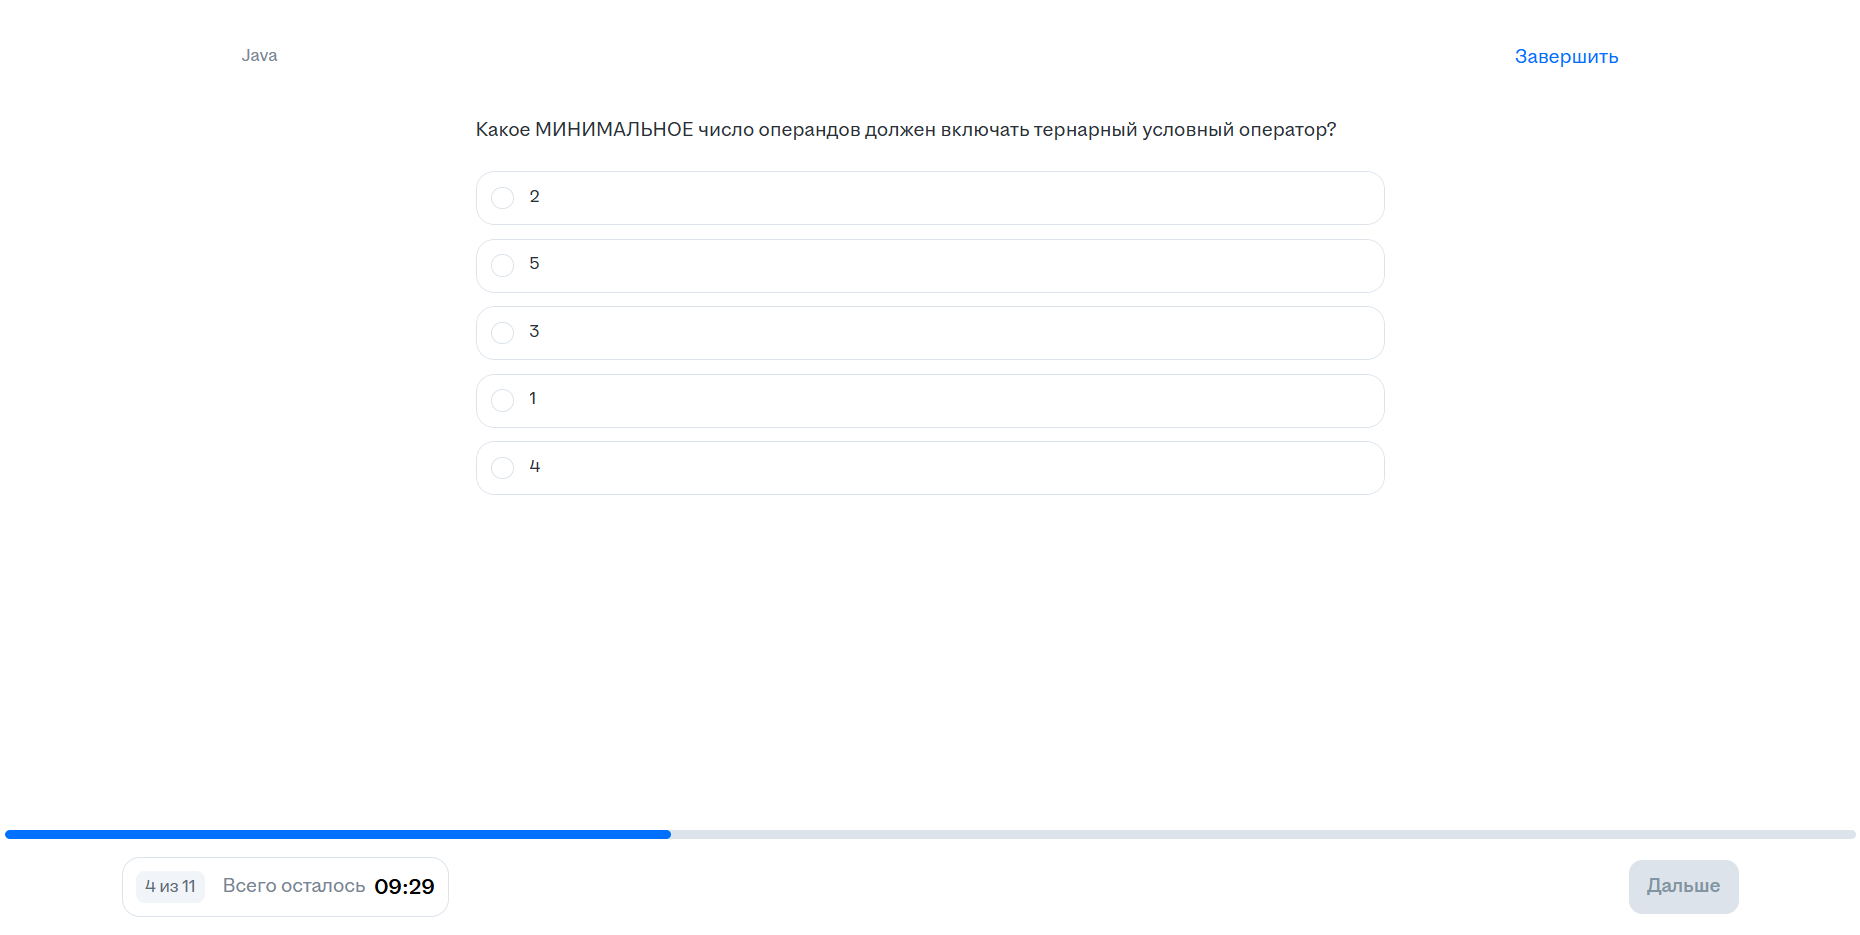 Java
Завершить
Какое МИНИМАЛЬНОЕ число операндов должен включать тернарный условный оператор?
2
5
3
1
4
4 из 11
Всего осталось 09:29
Дальше